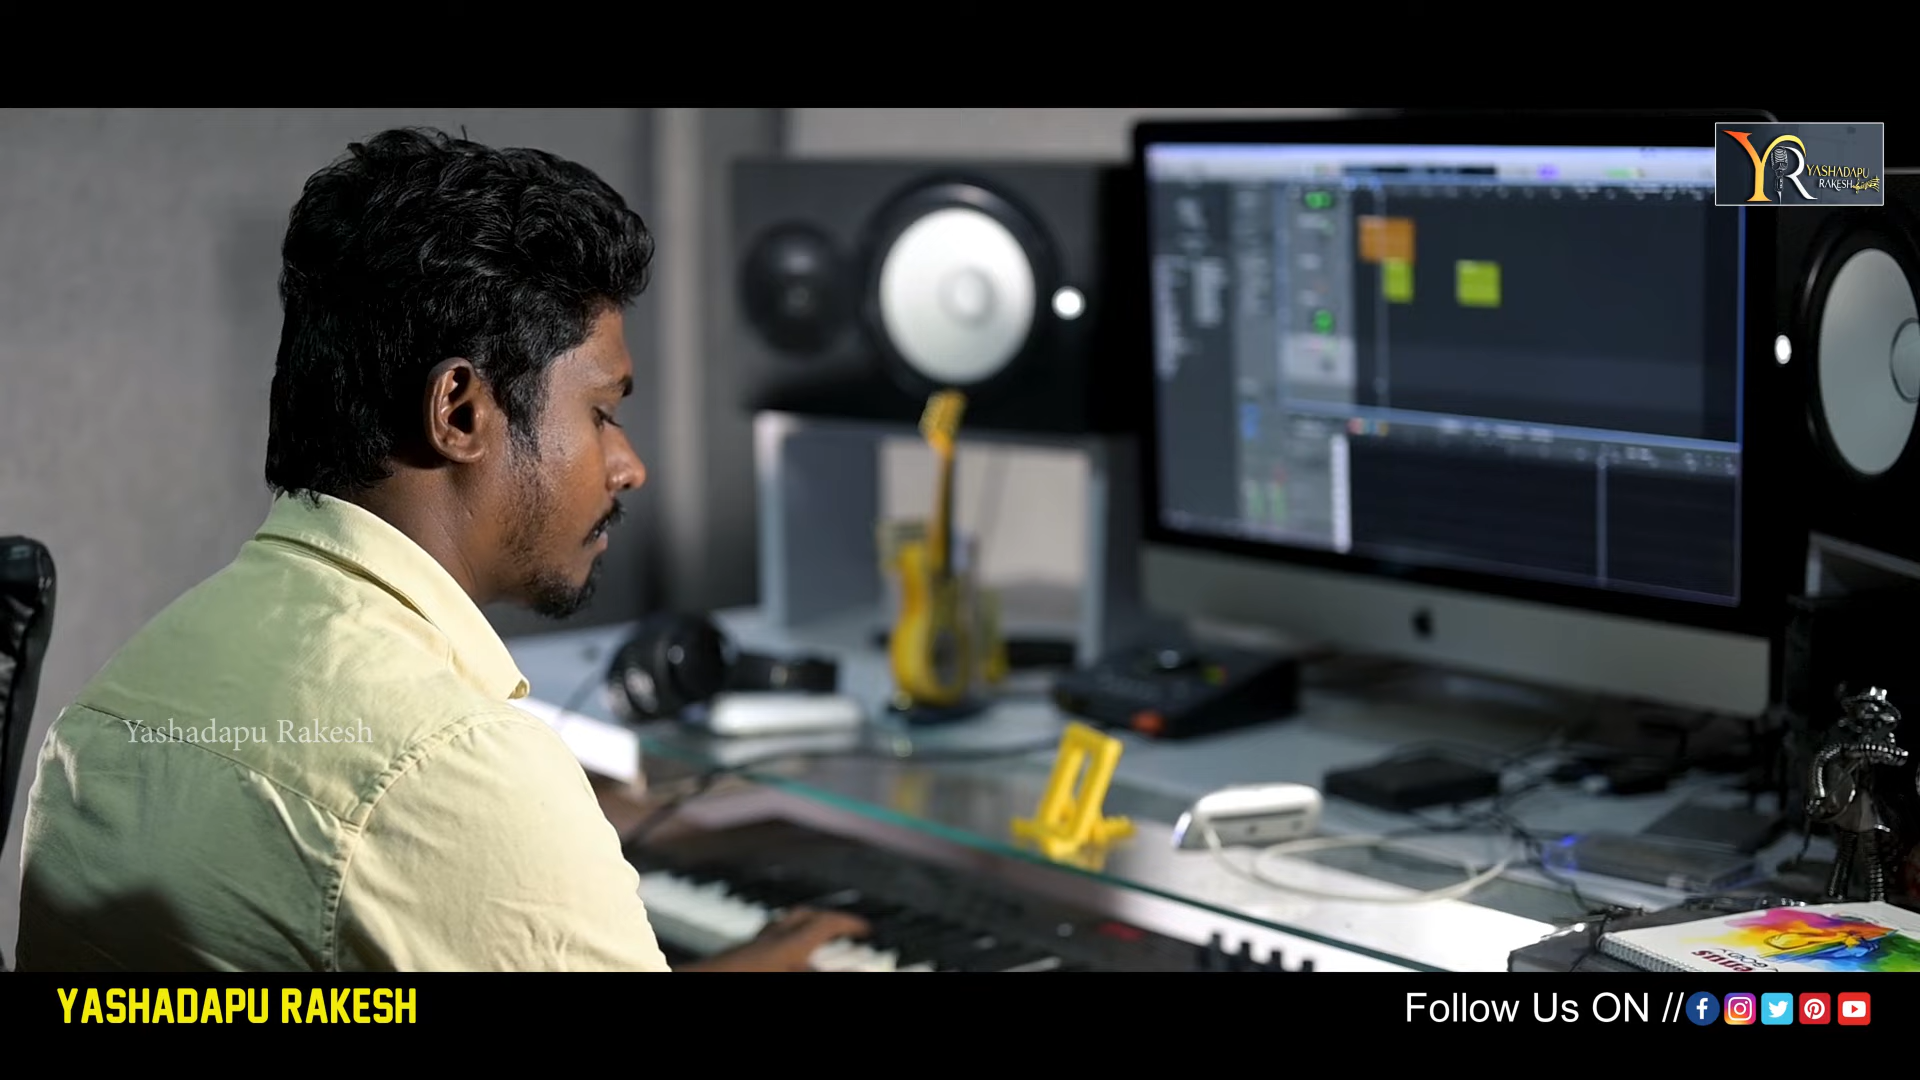 YASHADAPU
RAKESH
Yashadapu Rakesh
YASHADAPU RAKESH
Follow Us ON //